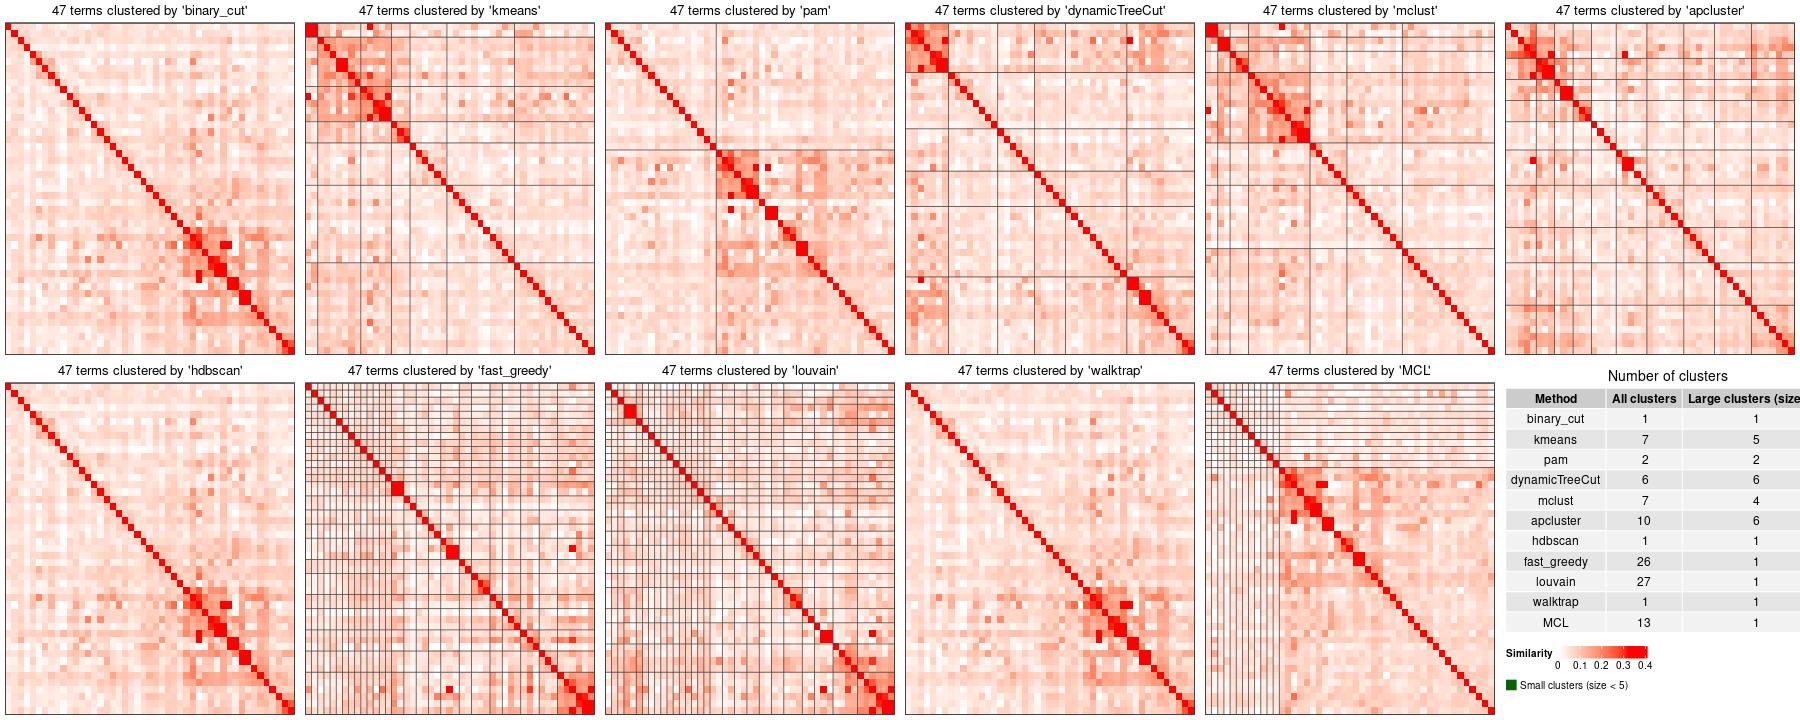 47 terms clustered by 'binary_cut'
47 terms clustered by 'kmeans'
47 terms clustered by 'pam'
47 terms clustered by 'dynamicTreeCut'
47 terms clustered by 'mclust'
47 terms clustered by 'apcluster'
47 terms clustered by 'hdbscan'
47 terms clustered by 'fast_greedy'
47 terms clustered by 'louvain'
47 terms clustered by 'walktrap'
47 terms clustered by 'MCL'
Number of clusters
Method All clusters Large clusters (size
binary_cut 1 1
kmeans 7 5
pam 2 2
dynamicTreeCut 6 6
mclust 7 4
apcluster 10 6
hdbscan 1 1
fast_greedy 26 1
louvain 27 1
walktrap 1 1
MCL 13 1
Similarity
0 0.1 0.2 0.3 0.4
Small clusters (size < 5)